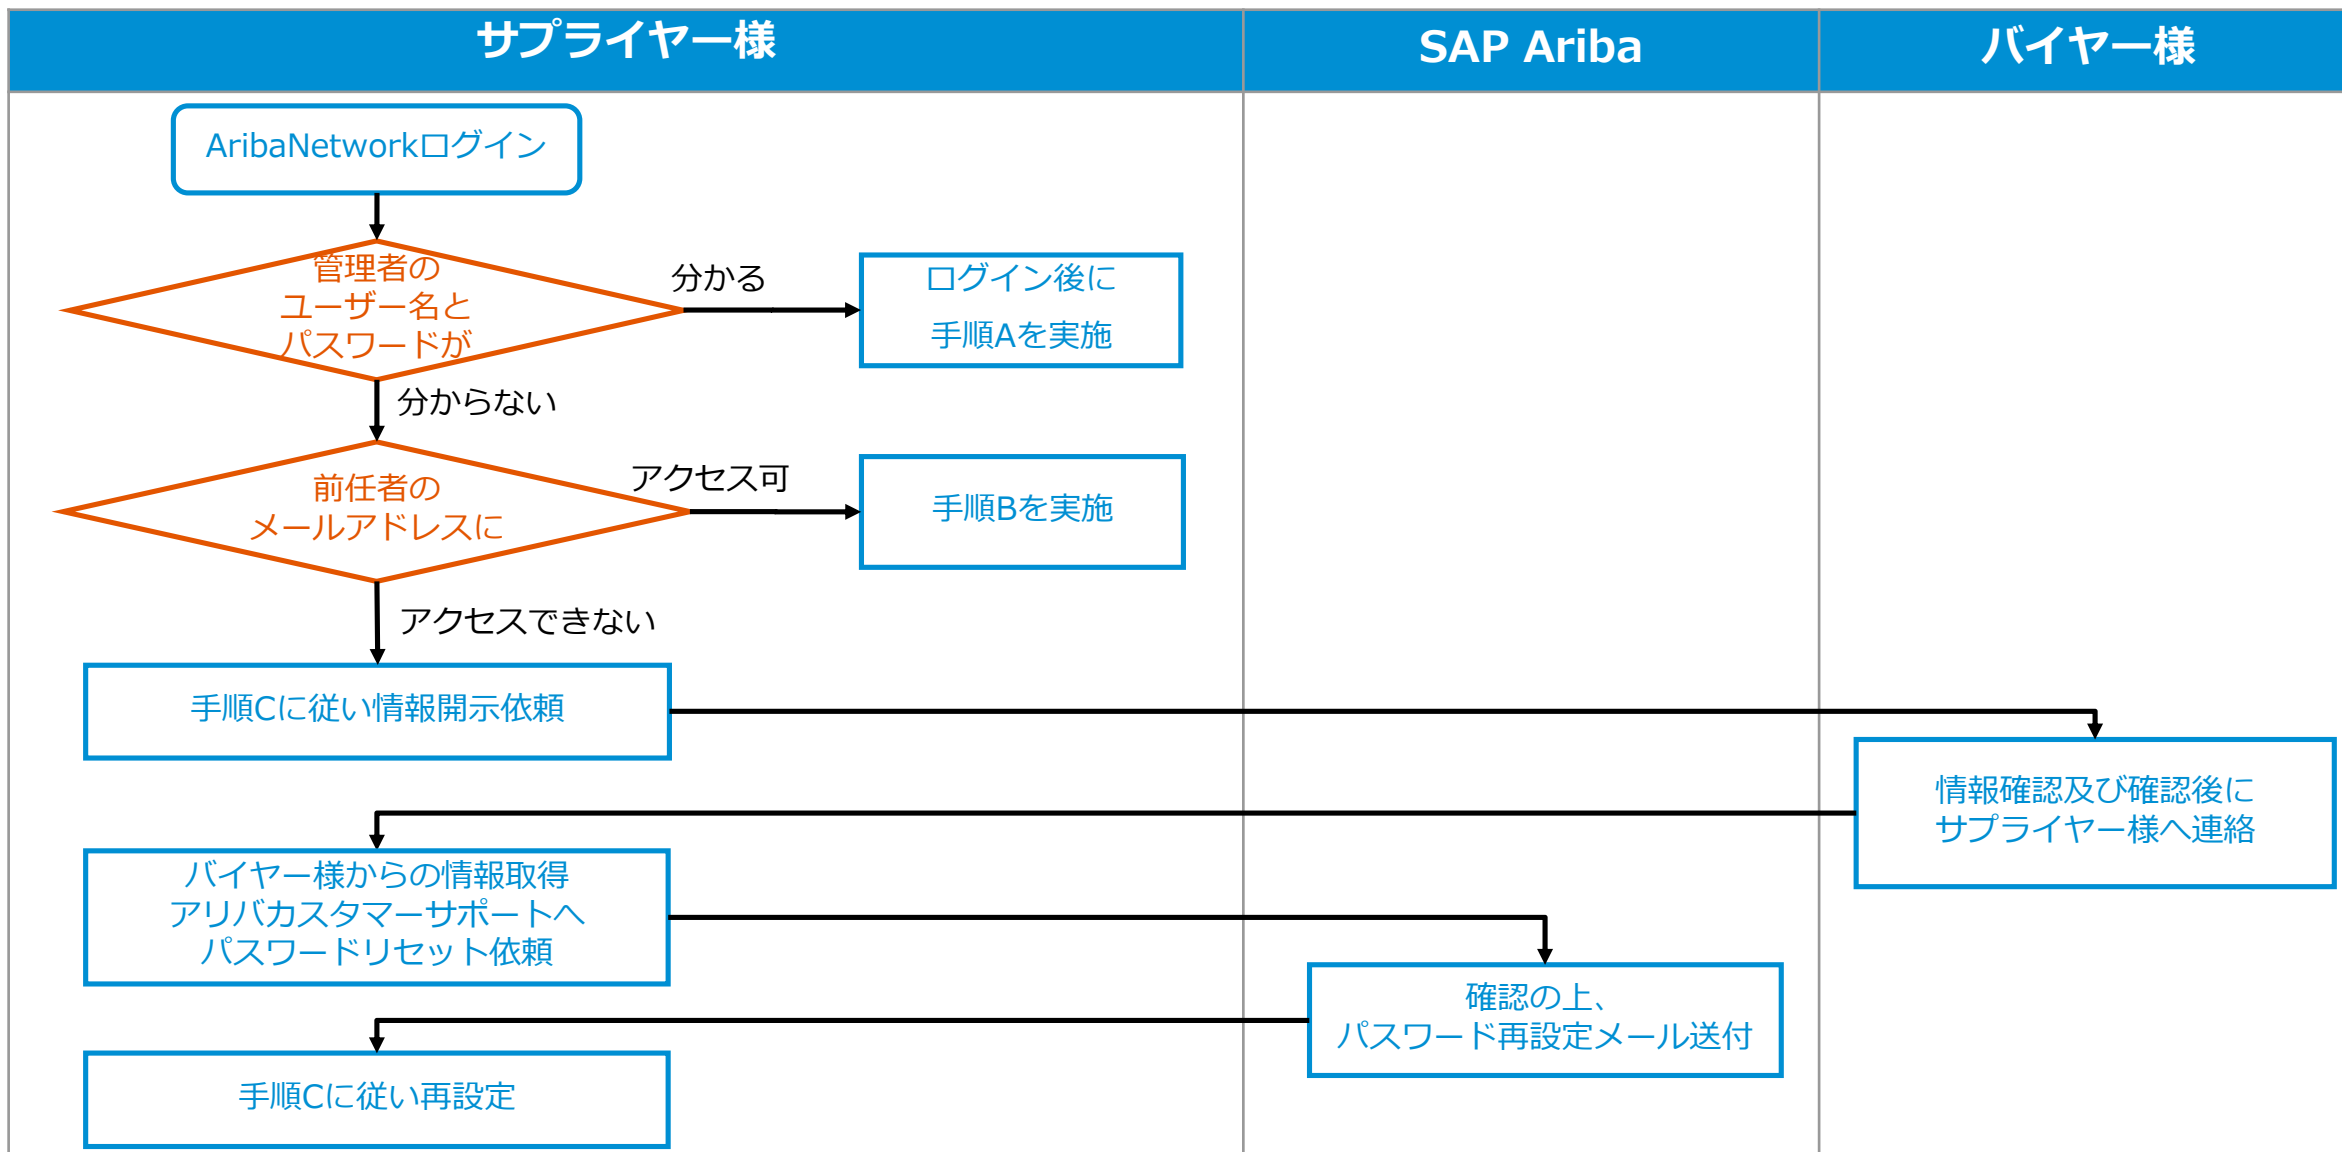 サプライヤー様
SAP Ariba
バイヤー様
AribaNetworkログイン
管理者の
ユーザー名と
パスワードが
分かる
ログイン後に
手順Aを実施
分からない
前任者の
メールアドレスに
アクセス可
手順Bを実施
アクセスできない
手順Cに従い情報開示依頼
情報確認及び確認後に
サプライヤー様へ連絡
バイヤー様からの情報取得
アリバカスタマーサポートへ
パスワードリセット依頼
確認の上、
パスワード再設定メール送付
手順Cに従い再設定